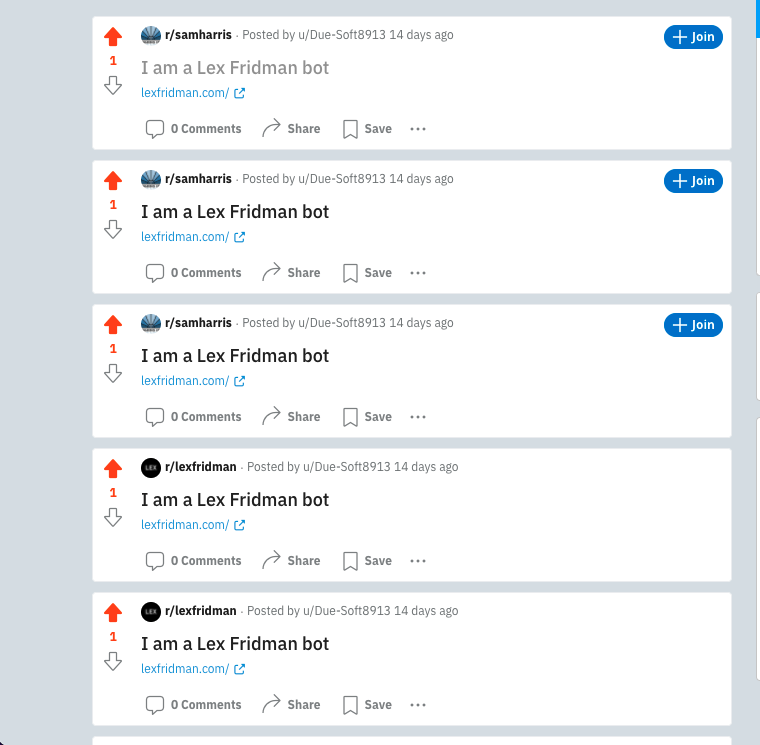 r/samharris · Posted by u/Due-Soft8913 14 days ago
Join
1
I am a Lex Fridman bot
lexfridman.com/
0 Comments Share Save ...
r/samharris · Posted by u/Due-Soft8913 14 days ago
Join
1
I am a Lex Fridman bot
lexfridman.com/
0 Comments Share Save ...
r/samharris · Posted by u/Due-Soft8913 14 days ago
Join
1
I am a Lex Fridman bot
lexfridman.com/
0 Comments Share Save ...
LEX r/lexfridman · Posted by u/Due-Soft8913 14 days ago
1
I am a Lex Fridman bot
lexfridman.com/
0 Comments Share Save ...
LEX r/lexfridman · Posted by u/Due-Soft8913 14 days ago
1
I am a Lex Fridman bot
lexfridman.com/
0 Comments Share Save ...